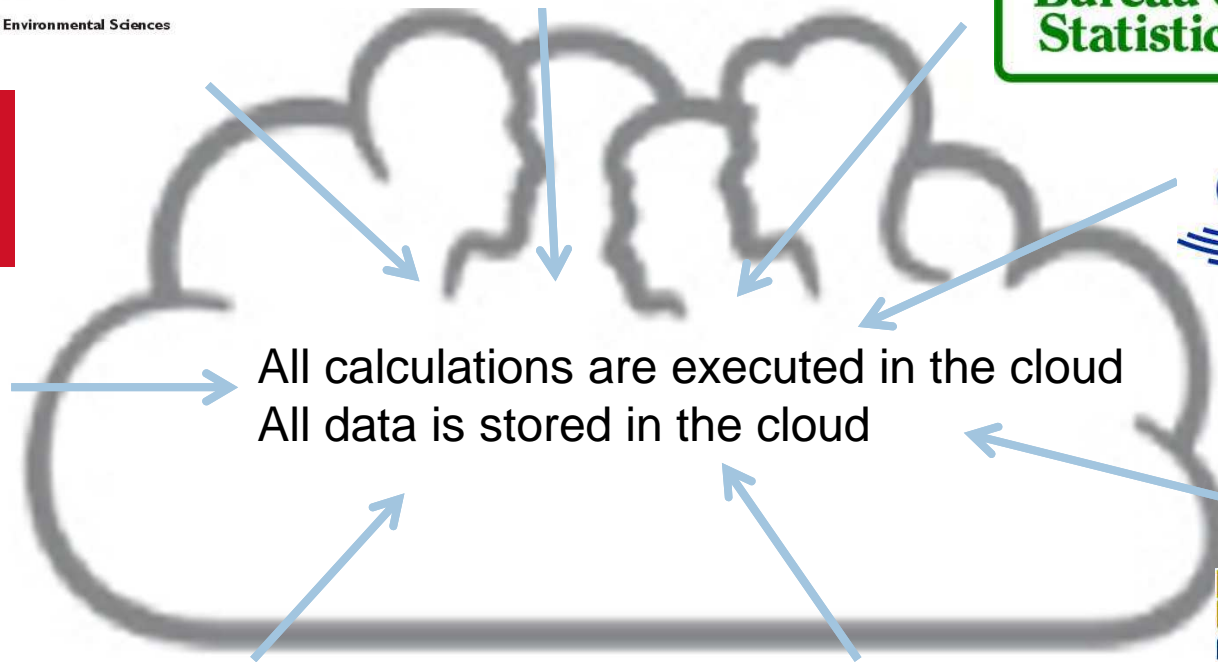 Environmental Sciences
Statistic
All calculations are executed in the cloud
All data is stored in the cloud